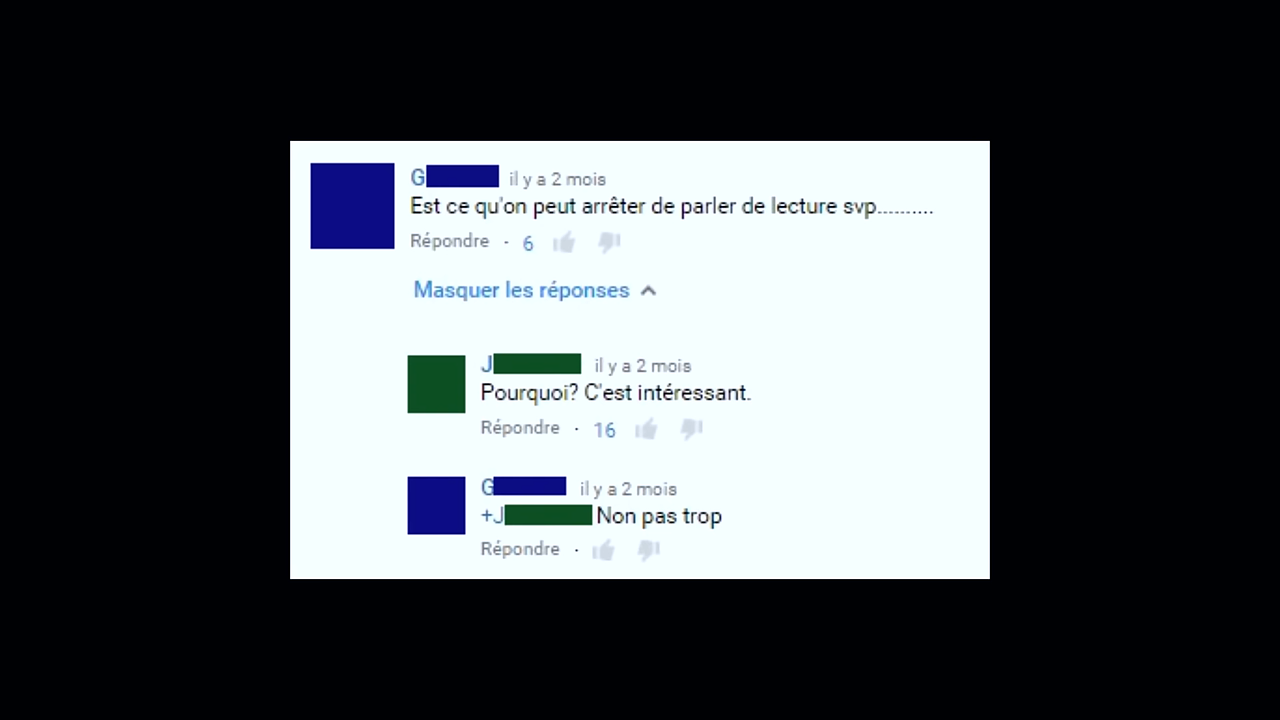 G il y a 2 mois
Est ce qu'on peut arrêter de parler de lecture svp..........
Répondre · 6
Masquer les réponses
J il y a 2 mois
Pourquoi? C'est intéressant.
Répondre · 16
G il y a 2 mois
+J Non pas trop
Répondre ·